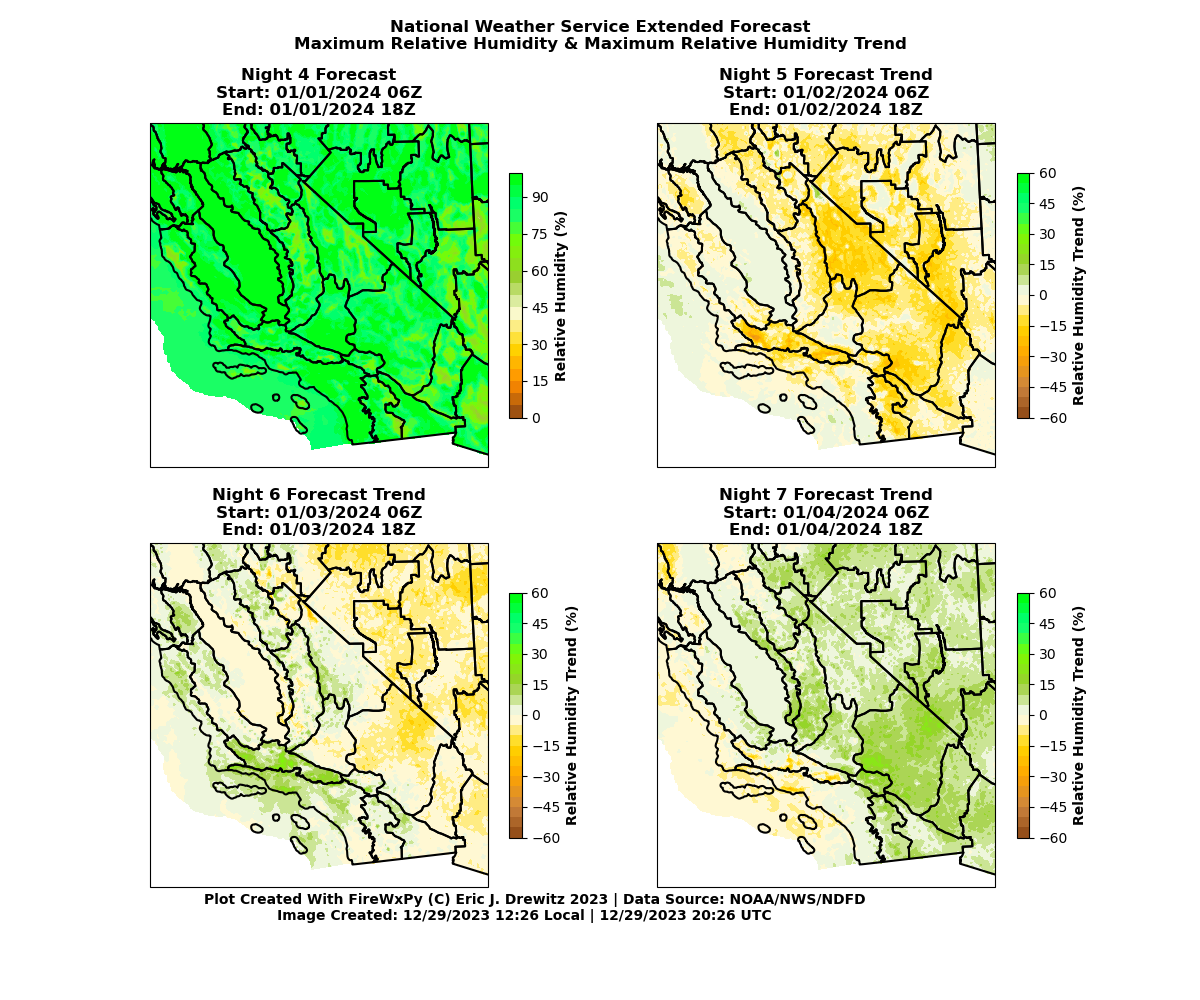 National Weather Service Extended Forecast
Maximum Relative Humidity & Maximum Relative Humidity Trend
Night 4 Forecast
Start: 01/01/2024 06Z
End: 01/01/2024 18Z
90
75
60
45
30
15
0
Relative Humidity (%)
Night 5 Forecast Trend
Start: 01/02/2024 06Z
End: 01/02/2024 18Z
60
45
30
15
0
−15
−30
−45
−60
Relative Humidity Trend (%)
Night 6 Forecast Trend
Start: 01/03/2024 06Z
End: 01/03/2024 18Z
60
45
30
15
0
−15
−30
−45
−60
Relative Humidity Trend (%)
Night 7 Forecast Trend
Start: 01/04/2024 06Z
End: 01/04/2024 18Z
60
45
30
15
0
−15
−30
−45
−60
Relative Humidity Trend (%)
Plot Created With FireWxPy (C) Eric J. Drewitz 2023 | Data Source: NOAA/NWS/NDFD
Image Created: 12/29/2023 12:26 Local | 12/29/2023 20:26 UTC